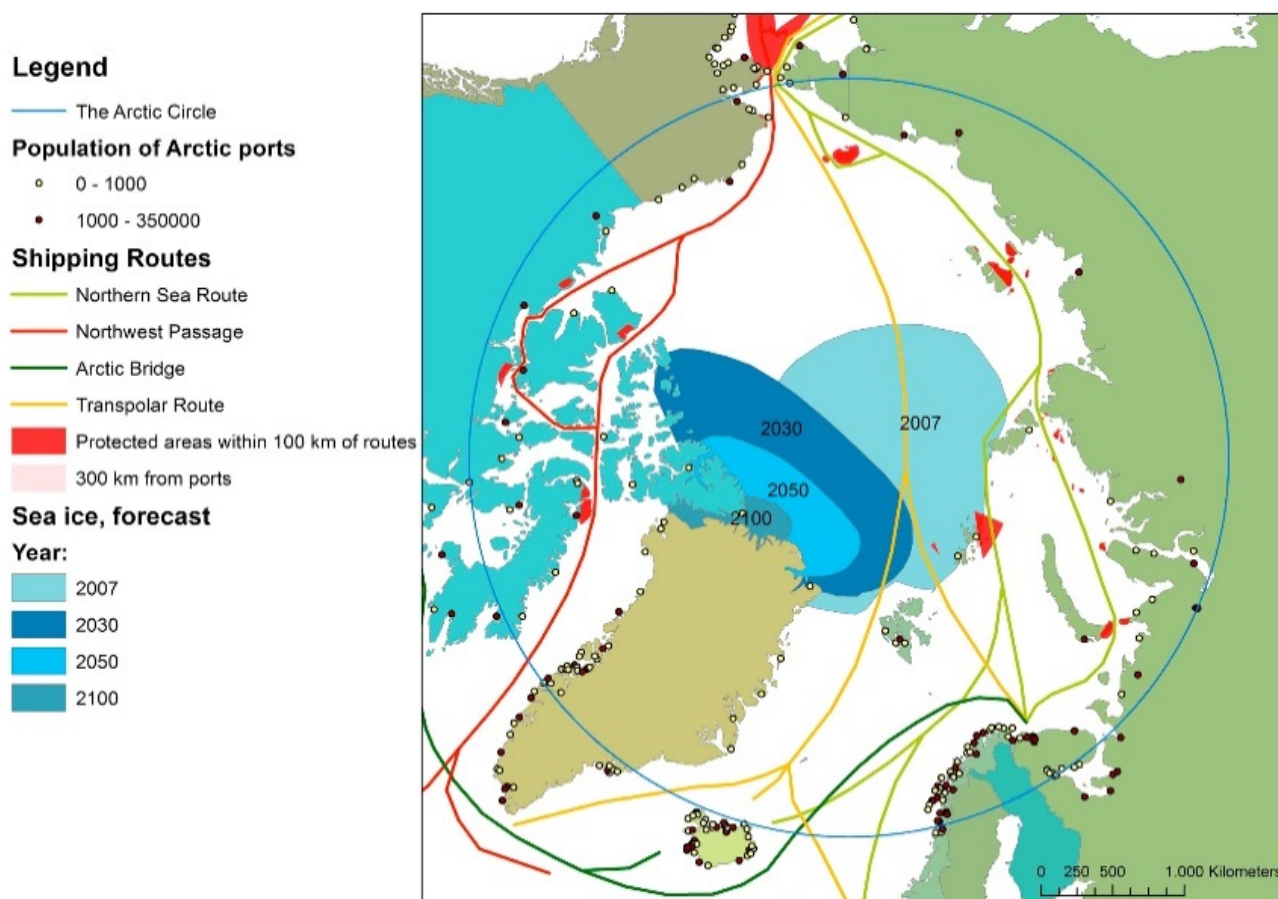 Legend
The Arctic Circle
Population of Arctic ports
0 - 1000
1000 - 350000
Shipping Routes
Northern Sea Route
Northwest Passage
Arctic Bridge
Transpolar Route
Protected areas within 100 km of routes
300 km from ports
Sea ice, forecast
Year:
2007
2030
2050
2100
2007
2030
2050
2100
0 250 500 1.000 Kilometers